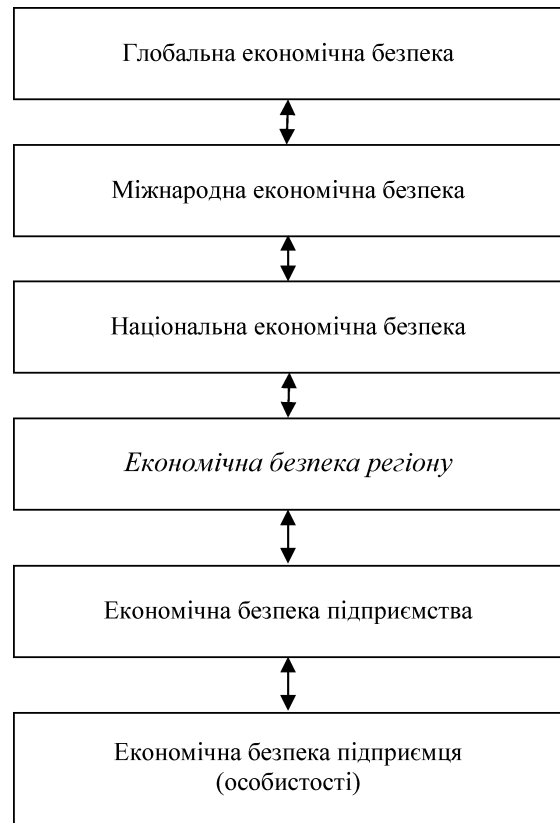 Глобальна економічна безпека
Міжнародна економічна безпека
Національна економічна безпека
Економічна безпека регіону
Економічна безпека підприємства
Економічна безпека підприємця
(особистості)